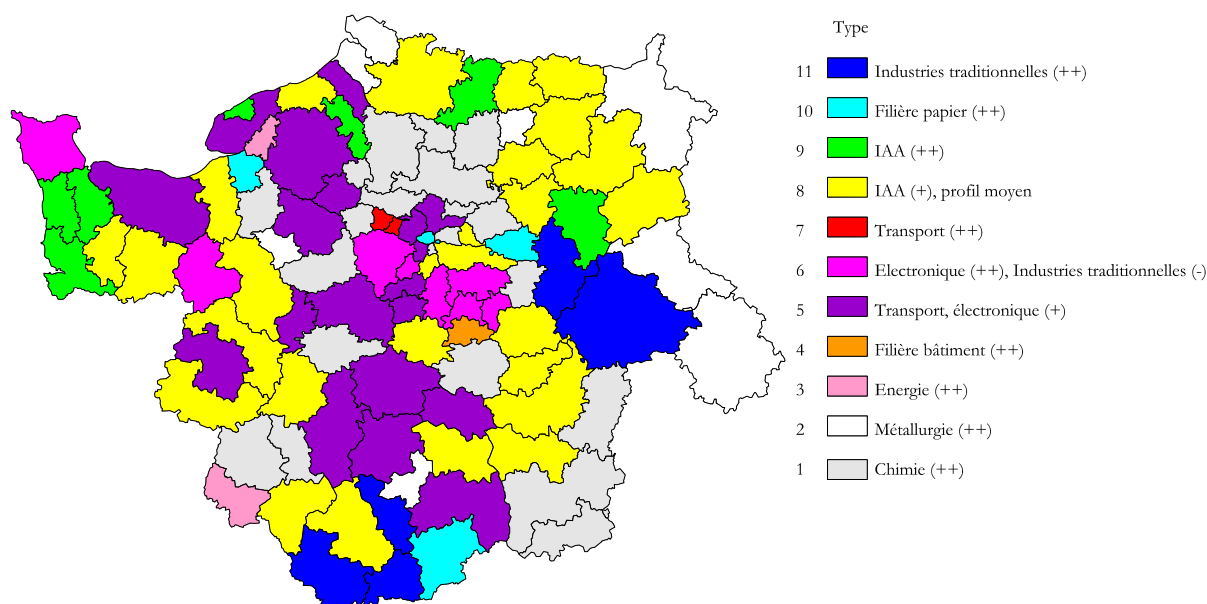 Type
11 Industries traditionnelles (++)
10 Filière papier (++)
9 IAA (++)
8 IAA (+), profil moyen
7 Transport (++)
6 Electronique (++), Industries traditionnelles (-)
5 Transport, électronique (+)
4 Filière bâtiment (++)
3 Energie (++)
2 Métallurgie (++)
1 Chimie (++)